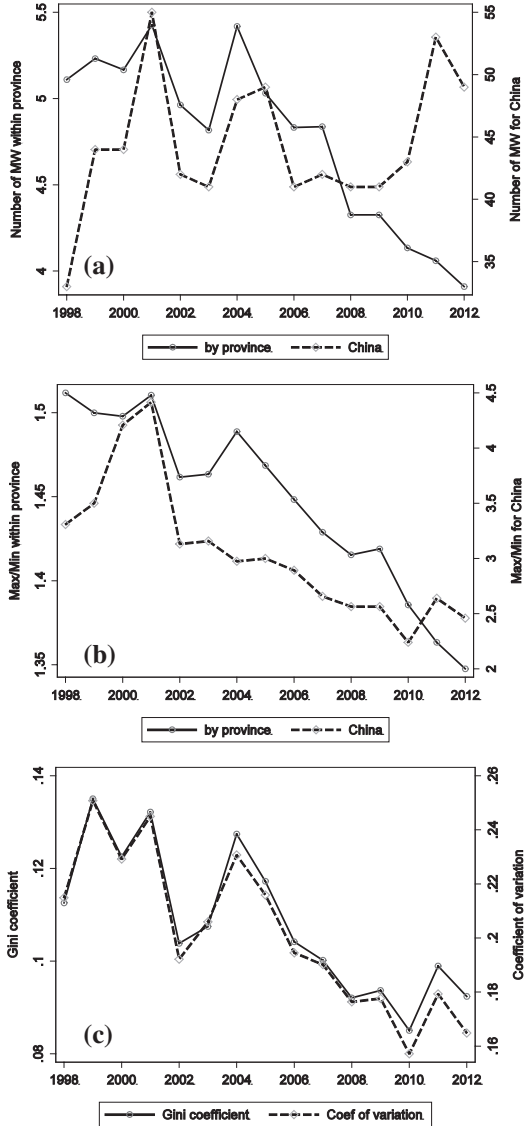 5.5
5
4.5
4
Number of MW within province
55
50
45
40
35
Number of MW for China
(a)
1998. 2000. 2002. 2004. 2006. 2008. 2010. 2012.
by province. China.
1.5
1.45
1.4
1.35
Max/Min within province
4.5
4
3.5
3
2.5
2
Max/Min for China
(b)
1998. 2000. 2002. 2004. 2006. 2008. 2010. 2012.
by province. China.
.14
.12
.1
.08
Gini coefficient
.26
.24
.22
.2
.18
.16
Coefficient of variation
(c)
1998. 2000. 2002. 2004. 2006. 2008. 2010. 2012.
Gini coefficient. Coef of variation.